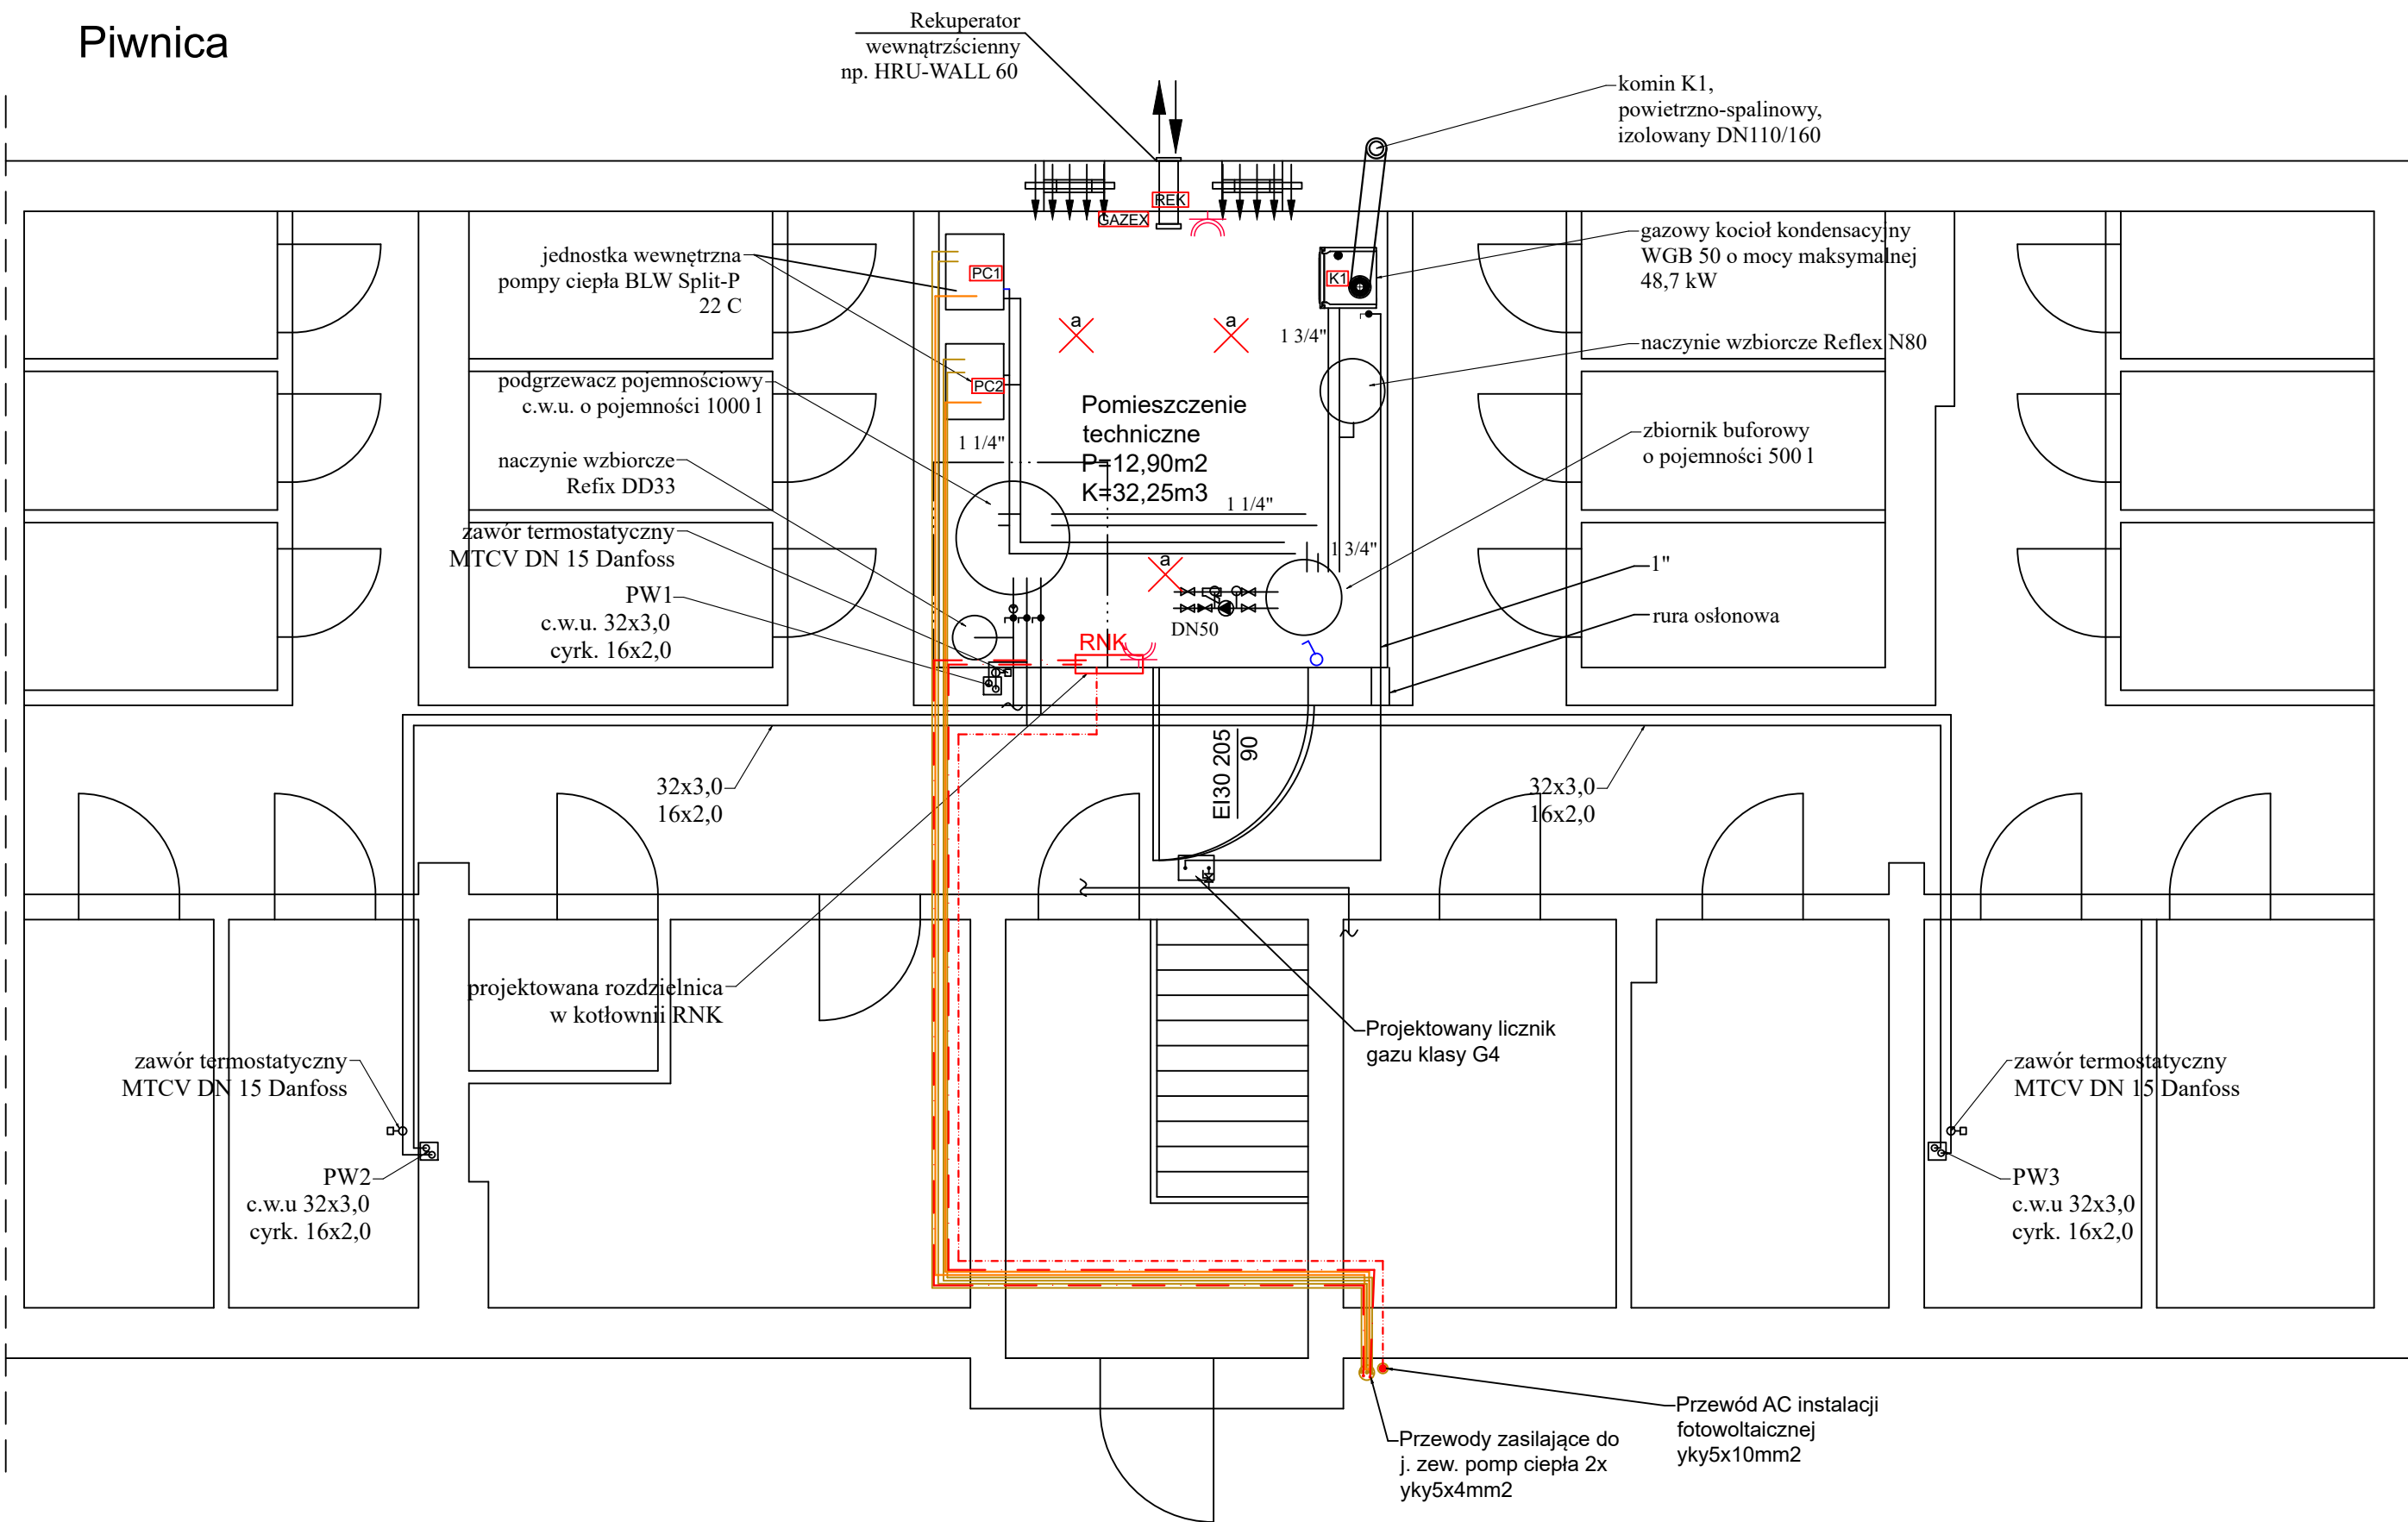 Piwnica
Rekuperator
wewnątrzścienny
np. HRU-WALL 60
komin K1,
powietrzno-spalinowy,
izolowany DN110/160
REK
GAZEX
jednostka wewnętrzna
pompy ciepła BLW Split-P
22 C
PC1
K1
gazowy kocioł kondensacyjny
WGB 50 o mocy maksymalnej
48,7 kW
a
a
1 3/4"
naczynie wzbiorcze Reflex N80
podgrzewacz pojemnościowy
c.w.u. o pojemności 1000 l
PC2
Pomieszczenie
techniczne
P=12,90m2
K=32,25m3
1 1/4"
zbiornik buforowy
o pojemności 500 l
naczynie wzbiorcze
Refix DD33
1 1/4"
zawór termostatyczny
MTCV DN 15 Danfoss
1 3/4"
a
1"
PW1
c.w.u. 32x3,0
cyrk. 16x2,0
rura osłonowa
DN50
RNK
EI30 205
90
32x3,0
16x2,0
32x3,0
16x2,0
projektowana rozdzielnica
w kotłownii RNK
Projektowany licznik
gazu klasy G4
zawór termostatyczny
MTCV DN 15 Danfoss
zawór termostatyczny
MTCV DN 15 Danfoss
PW2
c.w.u 32x3,0
cyrk. 16x2,0
PW3
c.w.u 32x3,0
cyrk. 16x2,0
Przewód AC instalacji
fotowoltaicznej
yky5x10mm2
Przewody zasilające do
j. zew. pomp ciepła 2x
yky5x4mm2